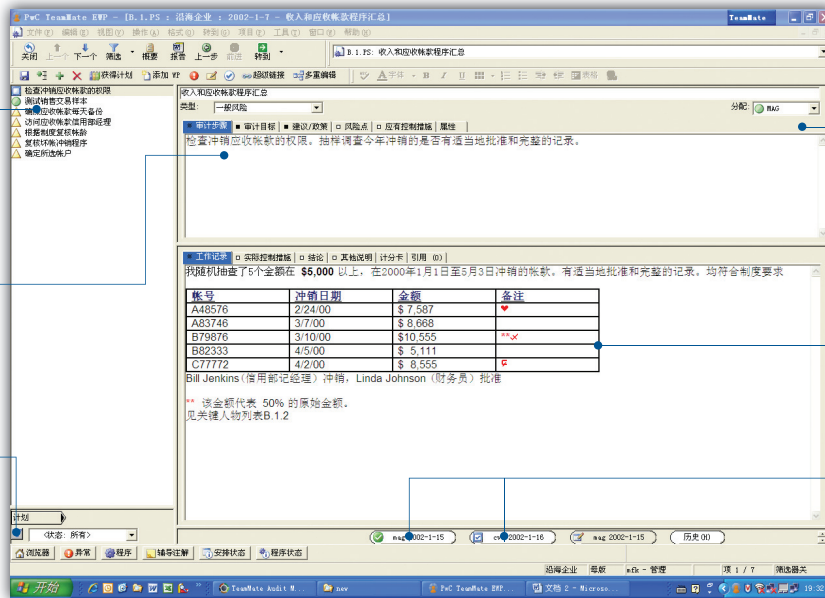 PwC TeamMate EWP - [B.1.PS : 沿海企业 : 2002-1-7 - 收入和应收帐款程序汇总]
TeamMate
文件(F) 编辑(E) 视图(V) 操作(A) 格式(O) 转到(G) 项目(P) 工具(T) 窗口(W) 帮助(H)
关闭 上一个 下一个 筛选 概要 报告 上一步 前进 转到
B.1.PS: 收入和应收帐款程序汇总
获得计划 添加 WP 超级链接 多重编辑
字体 B I U 表格
检查冲销应收帐款的权限
测试销售交易样本
确认应收帐款每天备份
访问应收帐款信用部经理
根据制度复核帐龄
复核坏帐冲销程序
确定所选帐户
收入和应收帐款程序汇总
类型: 一般风险
分配: MAG
审计步骤 审计目标 建议/政策 风险点 应有控制措施 属性
检查冲销应收帐款的权限。抽样调查今年冲销的是否有适当地批准和完整的记录。
工作记录 实际控制措施 结论 其他说明 计分卡 引用 (0)
我随机抽查了5个金额在 $5,000 以上，在2000年1月1日至5月3日冲销的帐款。有适当地批准和完整的记录。均符合制度要求
帐号 冲销日期 金额 备注
A48576 2/24/00 $ 7,587 ♥
A83746 3/7/00 $ 8,668
B79876 3/10/00 $10,555 **
B82333 4/5/00 $ 5,111
C77772 4/2/00 $ 8,555
Bill Jenkins(信用部记经理）冲销，Linda Johnson（财务员）批准
** 该金额代表 50% 的原始金额。
见关键人物列表B.1.2
计划
<状态: 所有>
mag 2002-1-15 2002-1-16 mag 2002-1-15 历史(H)
浏览器 异常 程序 辅导注解 安排状态 程序状态
沿海企业 母版 mfk - 管理 项 1 / 7 筛选器关
开始 TeamMate Audit M... new PwC TeamMate EWP... 文档 2 - Microso... 19:32